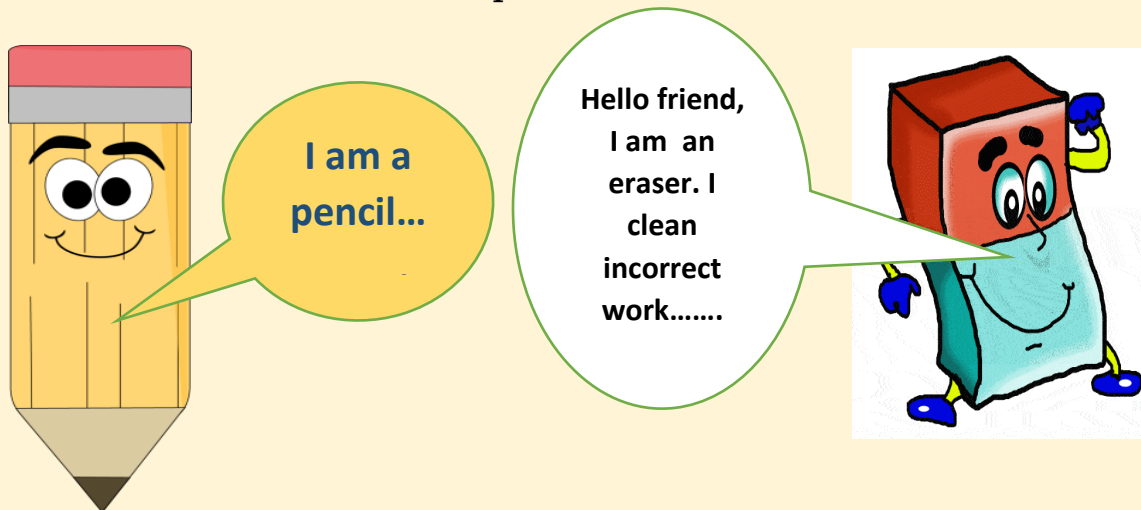 I am a
pencil...
Hello friend,
I am an
eraser. I
clean
incorrect
work.......